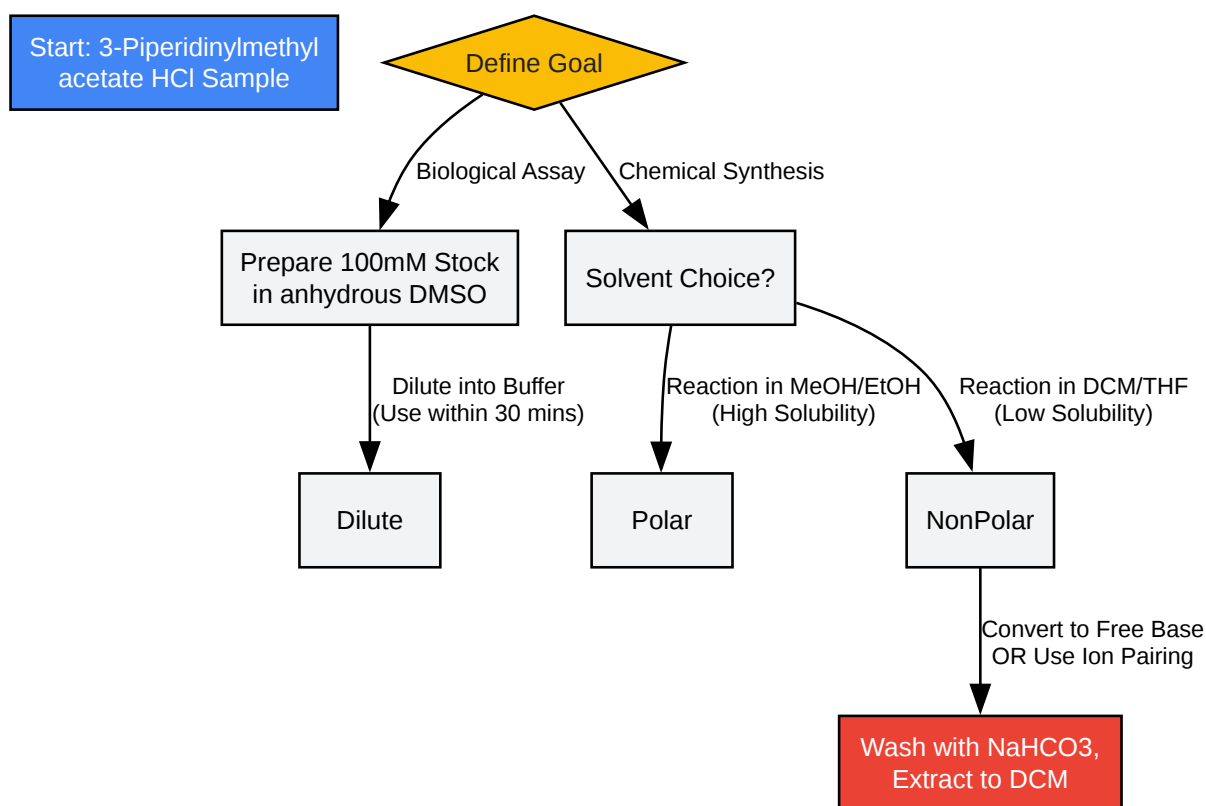 Start: 3-Piperidinylmethyl
acetate HCl Sample
Define Goal
Biological Assay
Chemical Synthesis
Prepare 100mM Stock
in anhydrous DMSO
Solvent Choice?
Dilute into Buffer
(Use within 30 mins)
Reaction in MeOH/EtOH
(High Solubility)
Reaction in DCM/THF
(Low Solubility)
Dilute
Polar
NonPolar
Convert to Free Base
OR Use Ion Pairing
Wash with NaHCO3,
Extract to DCM